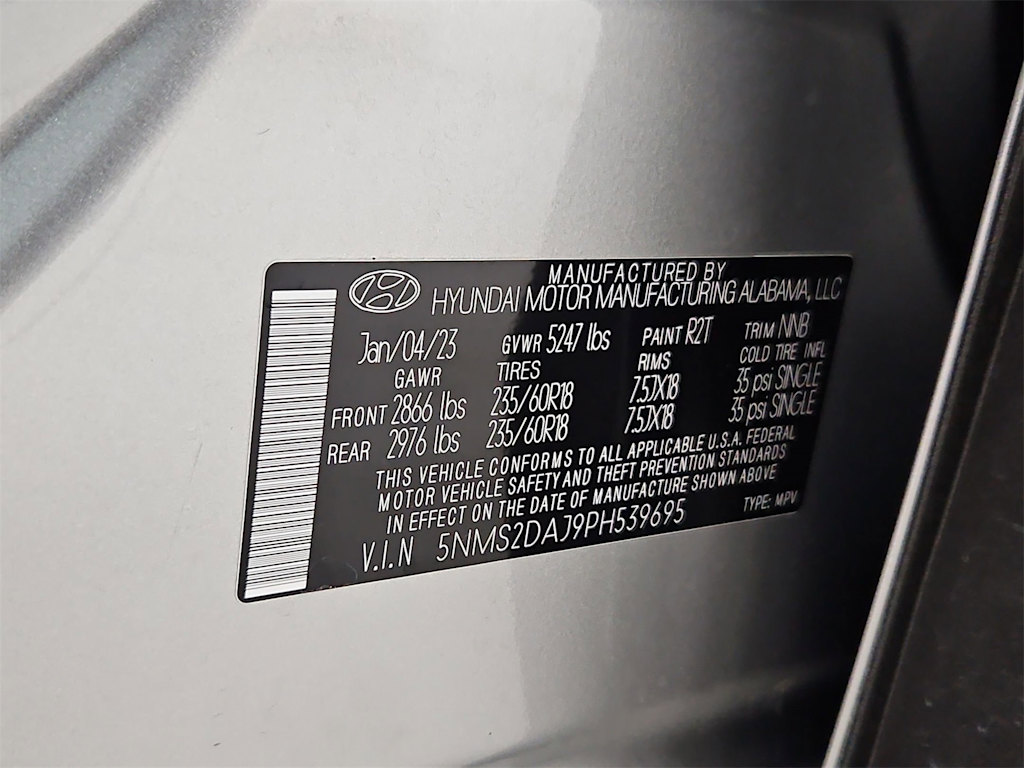 MANUFACTURED BY
HYUNDAI MOTOR MANUFACTURING ALABAMA, LLC
Jan/04/23 GVWR 5247 lbs PAINT R2T TRIM NNB
GAWR TIRES RIMS COLD TIRE INFL
FRONT 2866 lbs 235/60R18 7.5JX18 35 psi SINGLE
REAR 2976 lbs 235/60R18 7.5JX18 35 psi SINGLE
THIS VEHICLE CONFORMS TO ALL APPLICABLE U.S.A. FEDERAL
MOTOR VEHICLE SAFETY AND THEFT PREVENTION STANDARDS
IN EFFECT ON THE DATE OF MANUFACTURE SHOWN ABOVE
V.I.N 5NMS2DAJ9PH539695 TYPE: MPV